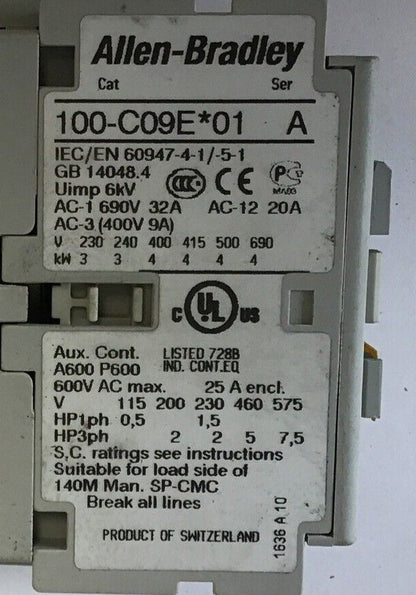 Allen-Bradley
Cat Ser
100-C09E*01 A
IEC/EN 60947-4-1/-5-1
GB 14048.4
Uimp 6kV
CCC CE
AC-1 690V 32A AC-12 20A
AC-3 (400V 9A)
V 230 240 400 415 500 690
kW 3 3 4 4 4 4
C UL US
Aux. Cont. LISTED 728B
A600 P600 IND. CONT.EQ
600V AC max. 25 A encl.
V 115 200 230 460 575
HP1ph 0,5 1,5
HP3ph 2 2 5 7,5
S.C. ratings see instructions
Suitable for load side of
140M Man. SP-CMC
Break all lines
PRODUCT OF SWITZERLAND
1636 A 10